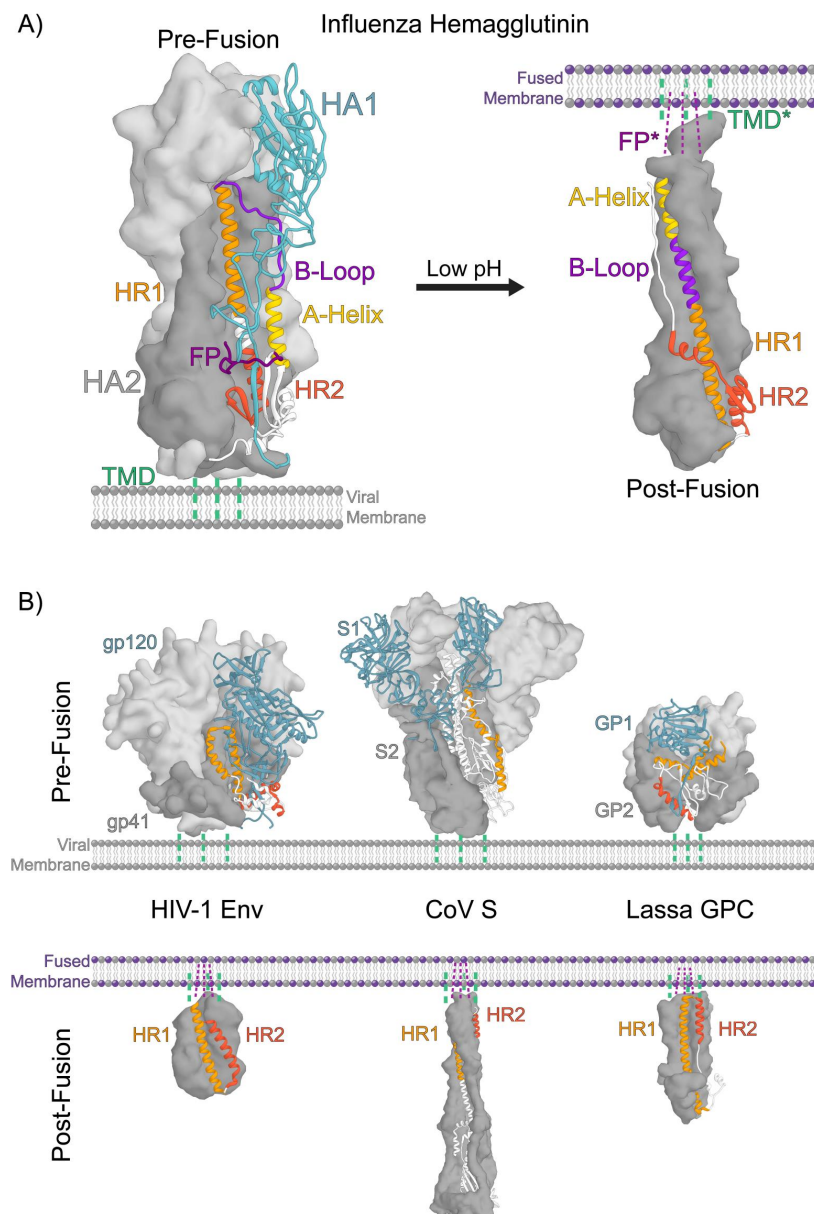 A)
Influenza Hemagglutinin
Pre-Fusion
HA1
Fused
Membrane
TMD*
FP*
A-Helix
B-Loop
Low pH
B-Loop
HR1
A-Helix
FP
HR1
HA2
HR2
HR2
TMD
Post-Fusion
Viral
Membrane
B)
Pre-Fusion
gp120
S1
GP1
S2
GP2
gp41
Viral
Membrane
HIV-1 Env
CoV S
Lassa GPC
Fused
Membrane
Post-Fusion
HR1
HR2
HR1
HR2
HR1
HR2